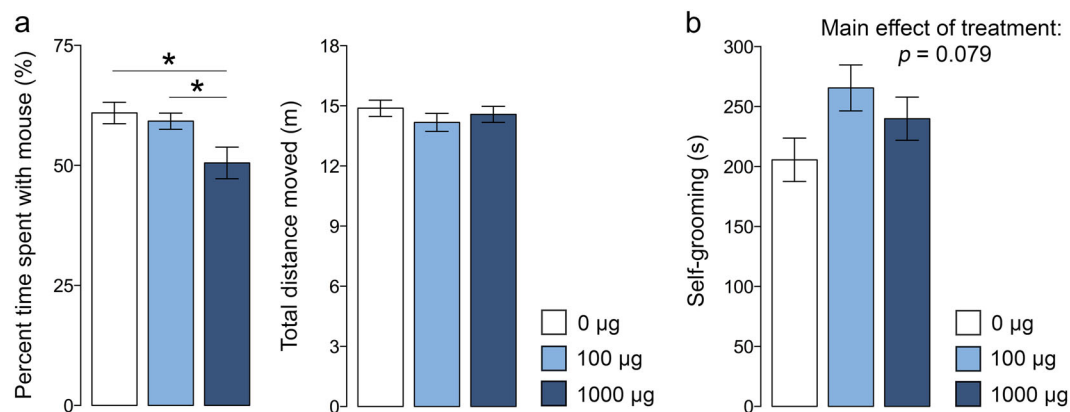 a
Percent time spent with mouse (%)
75
50
25
0
*
*
Total distance moved (m)
18
15
12
9
6
3
0
0 µg
100 µg
1000 µg
b
Main effect of treatment:
p = 0.079
Self-grooming (s)
300
250
200
150
100
50
0
0 µg
100 µg
1000 µg